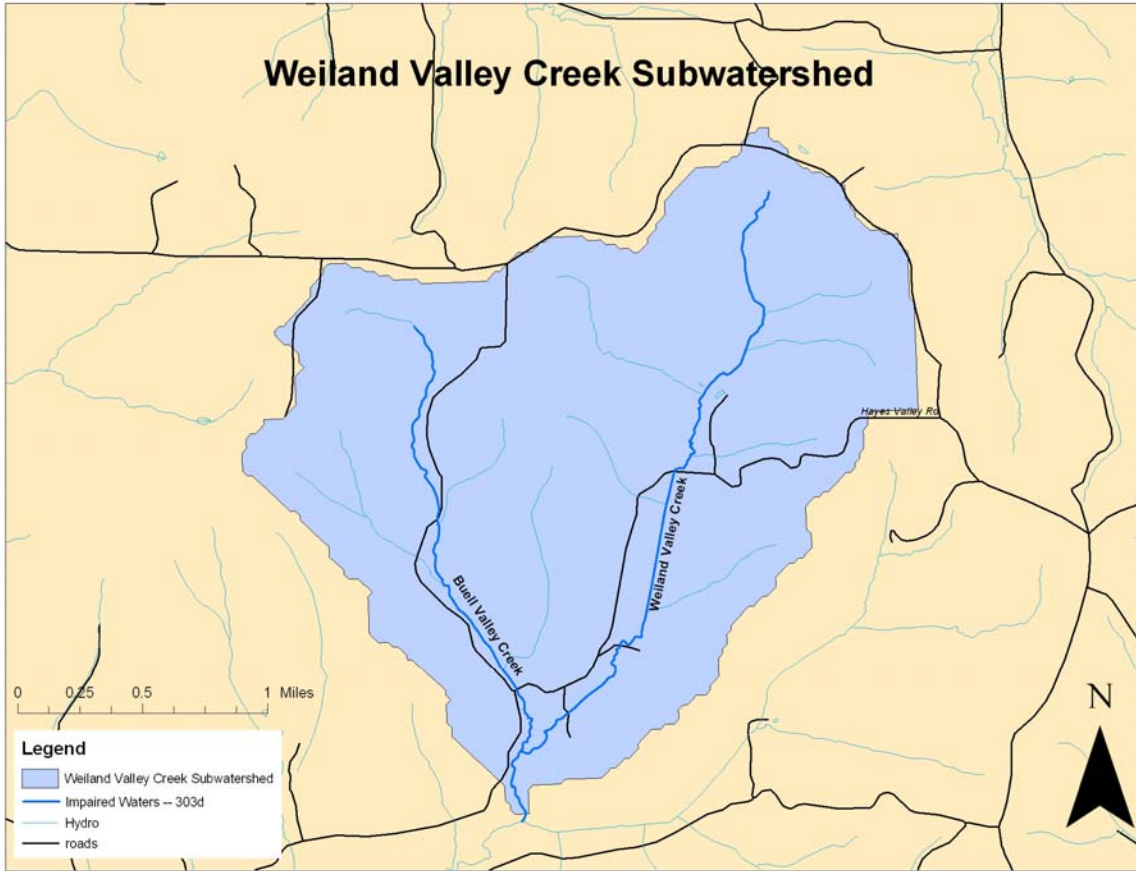 Weiland Valley Creek Subwatershed
Hayes Valley Rd
Weiland Valley Creek
Buell Valley Creek
0 0.25 0.5 1 Miles
N
Legend
Weiland Valley Creek Subwatershed
Impaired Waters -- 303d
Hydro
roads